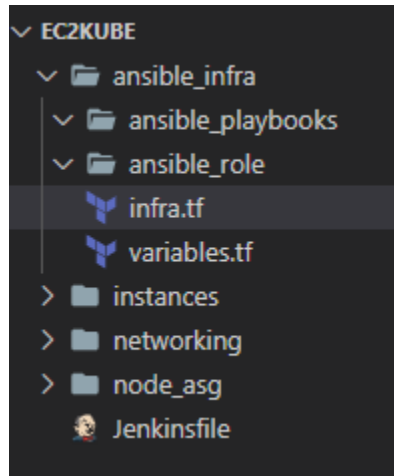 EC2KUBE
ansible_infra
ansible_playbooks
ansible_role
infra.tf
variables.tf
instances
networking
node_asg
Jenkinsfile